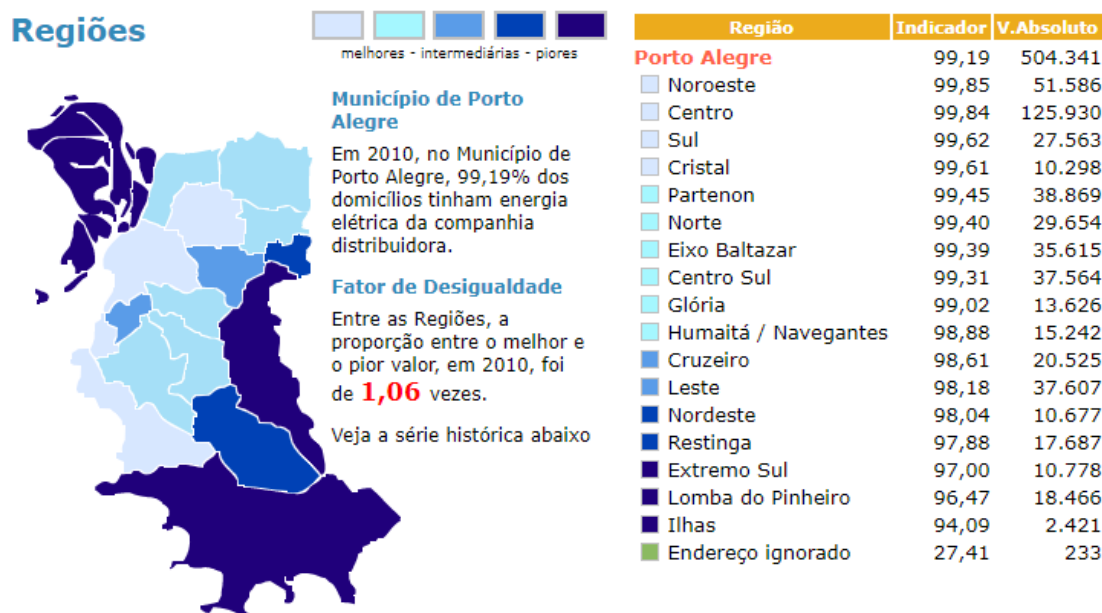 Regiões
melhores - intermediárias - piores
Município de Porto
Alegre
Em 2010, no Município de
Porto Alegre, 99,19% dos
domicílios tinham energia
elétrica da companhia
distribuidora.
Fator de Desigualdade
Entre as Regiões, a
proporção entre o melhor e
o pior valor, em 2010, foi
de 1,06 vezes.
Veja a série histórica abaixo
Região Indicador V.Absoluto
Porto Alegre 99,19 504.341
Noroeste 99,85 51.586
Centro 99,84 125.930
Sul 99,62 27.563
Cristal 99,61 10.298
Partenon 99,45 38.869
Norte 99,40 29.654
Eixo Baltazar 99,39 35.615
Centro Sul 99,31 37.564
Glória 99,02 13.626
Humaitá / Navegantes 98,88 15.242
Cruzeiro 98,61 20.525
Leste 98,18 37.607
Nordeste 98,04 10.677
Restinga 97,88 17.687
Extremo Sul 97,00 10.778
Lomba do Pinheiro 96,47 18.466
Ilhas 94,09 2.421
Endereço ignorado 27,41 233